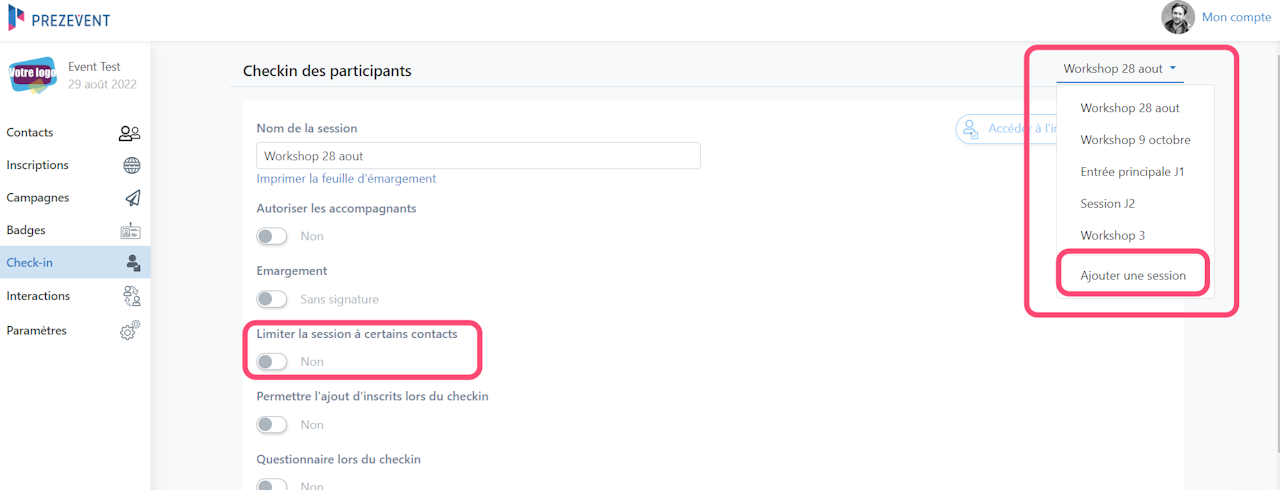 PREZEVENT
Mon compte
Votre logo
Event Test
29 août 2022
Contacts
Inscriptions
Campagnes
Badges
Check-in
Interactions
Paramètres
Checkin des participants
Workshop 28 aout
Workshop 28 aout
Workshop 9 octobre
Entrée principale J1
Session J2
Workshop 3
Ajouter une session
Accéder à l'in
Nom de la session
Workshop 28 aout
Imprimer la feuille d'émargement
Autoriser les accompagnants
Non
Emargement
Sans signature
Limiter la session à certains contacts
Non
Permettre l'ajout d'inscrits lors du checkin
Non
Questionnaire lors du checkin
Non